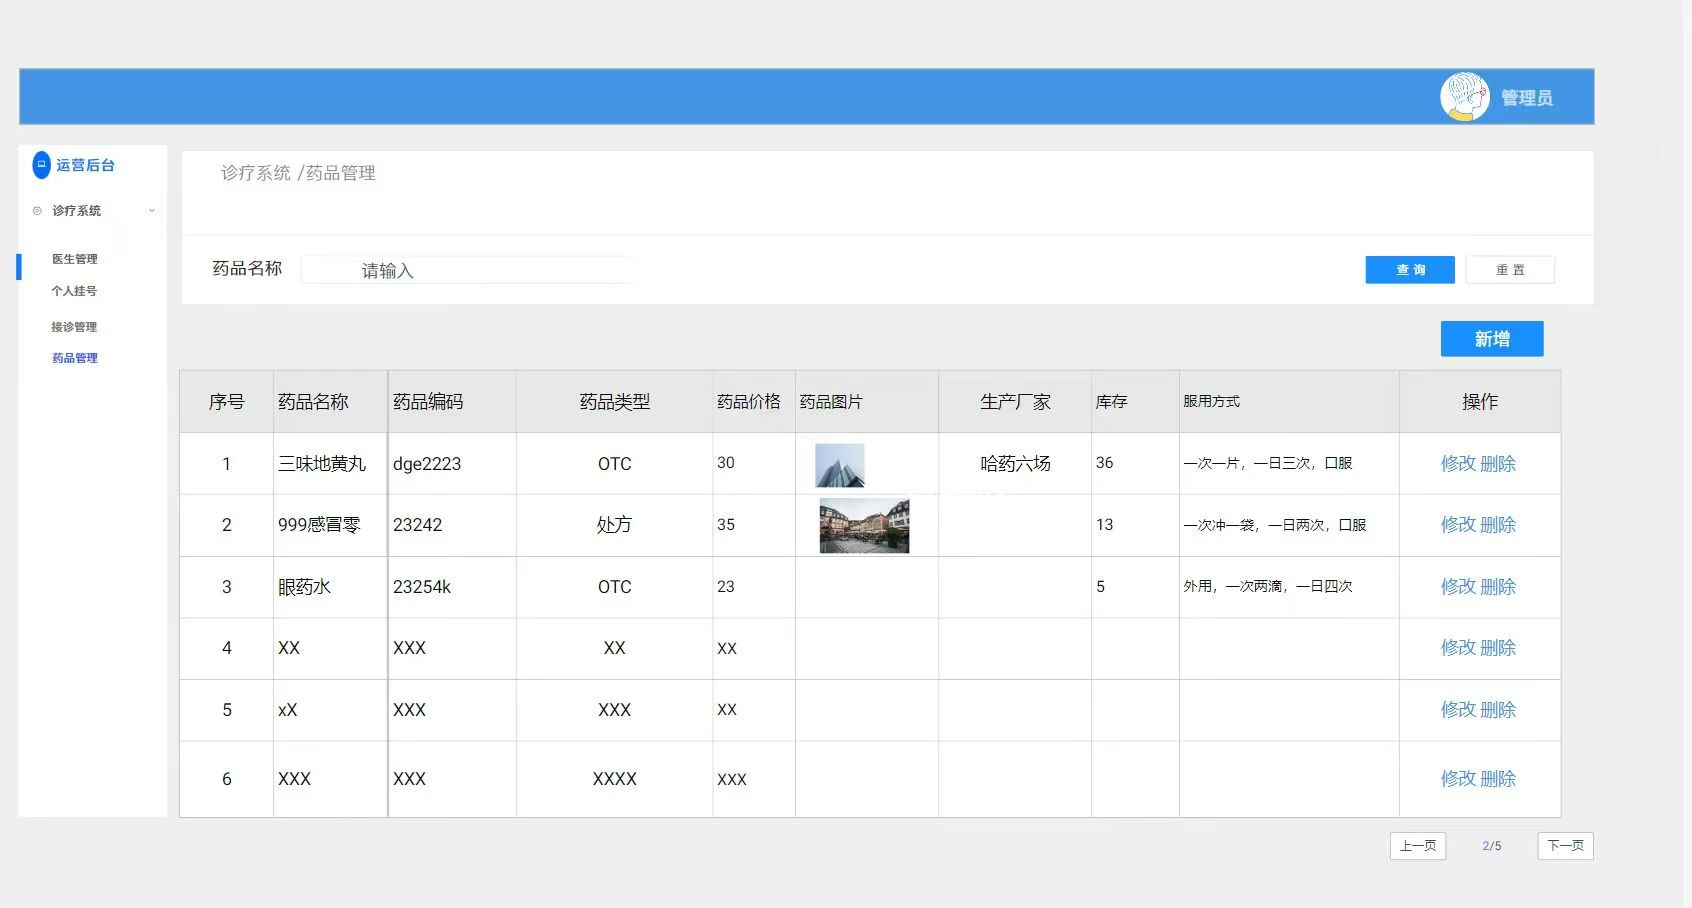 管理员
运营后台
诊疗系统
医生管理
个人挂号
接诊管理
药品管理
诊疗系统 /药品管理
药品名称 请输入 查 询 重 置
新增
序号 药品名称 药品编码 药品类型 药品价格 药品图片 生产厂家 库存 服用方式 操作
1 三味地黄丸 dge2223 OTC 30 哈药六场 36 一次一片，一日三次，口服 修改 删除
2 999感冒零 23242 处方 35 13 一次冲一袋，一日两次，口服 修改 删除
3 眼药水 23254k OTC 23 5 外用，一次两滴，一日四次 修改 删除
4 XX XXX XX XX 修改 删除
5 xX XXX XXX XX 修改 删除
6 XXX XXX XXXX XXX 修改 删除
上一页 2/5 下一页